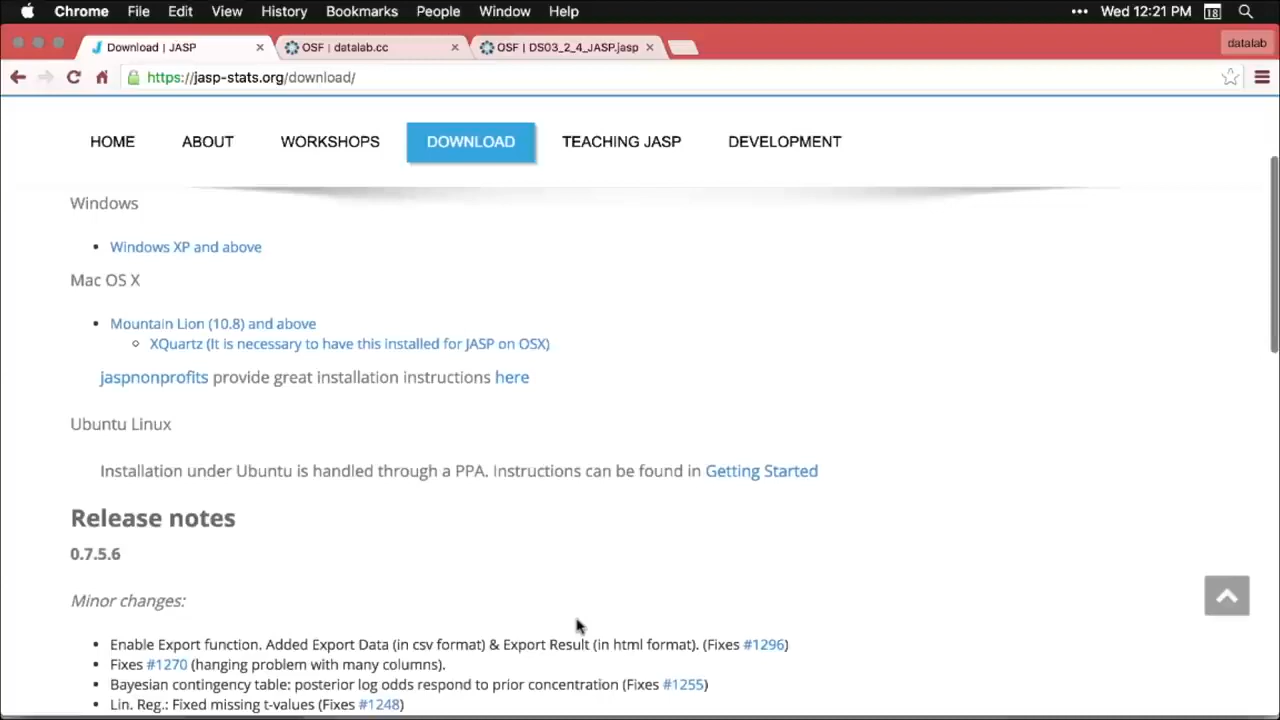 Chrome File Edit View History Bookmarks People Window Help ••• Wed 12:21 PM 18
Download | JASP × OSF | datalab.cc × OSF | DS03_2_4_JASP.jasp × datalab
https://jasp-stats.org/download/
HOME ABOUT WORKSHOPS DOWNLOAD TEACHING JASP DEVELOPMENT
Windows
• Windows XP and above
Mac OS X
• Mountain Lion (10.8) and above
○ XQuartz (It is necessary to have this installed for JASP on OSX)
jaspnonprofits provide great installation instructions here
Ubuntu Linux
Installation under Ubuntu is handled through a PPA. Instructions can be found in Getting Started
Release notes
0.7.5.6
Minor changes:
• Enable Export function. Added Export Data (in csv format) & Export Result (in html format). (Fixes #1296)
• Fixes #1270 (hanging problem with many columns).
• Bayesian contingency table: posterior log odds respond to prior concentration (Fixes #1255)
• Lin. Reg.: Fixed missing t-values (Fixes #1248)